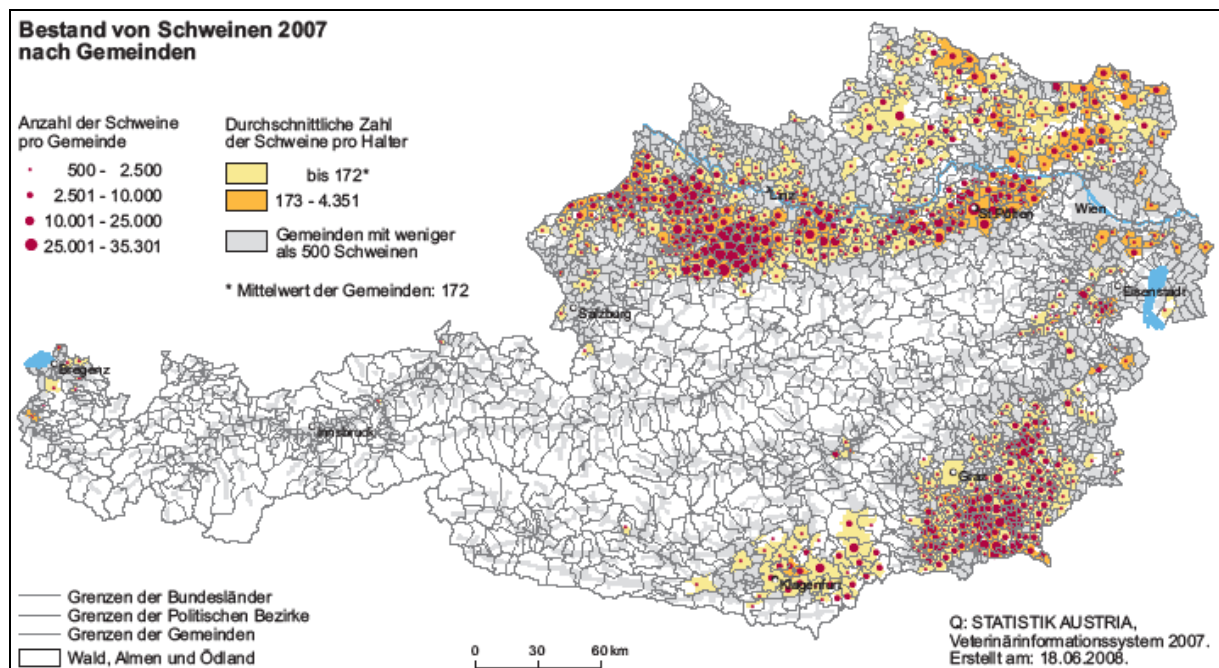 Bestand von Schweinen 2007
nach Gemeinden
Anzahl der Schweine
pro Gemeinde
500 - 2.500
2.501 - 10.000
10.001 - 25.000
25.001 - 35.301
Durchschnittliche Zahl
der Schweine pro Halter
bis 172*
173 - 4.351
Gemeinden mit weniger
als 500 Schweinen
* Mittelwert der Gemeinden: 172
Linz
St. Pölten
Wien
Eisenstadt
Salzburg
Bregenz
Innsbruck
Graz
Klagenfurt
Grenzen der Bundesländer
Grenzen der Politischen Bezirke
Grenzen der Gemeinden
Wald, Almen und Ödland
0 30 60 km
Q: STATISTIK AUSTRIA,
Veterinärinformationssystem 2007.
Erstellt am: 18.06.2008.